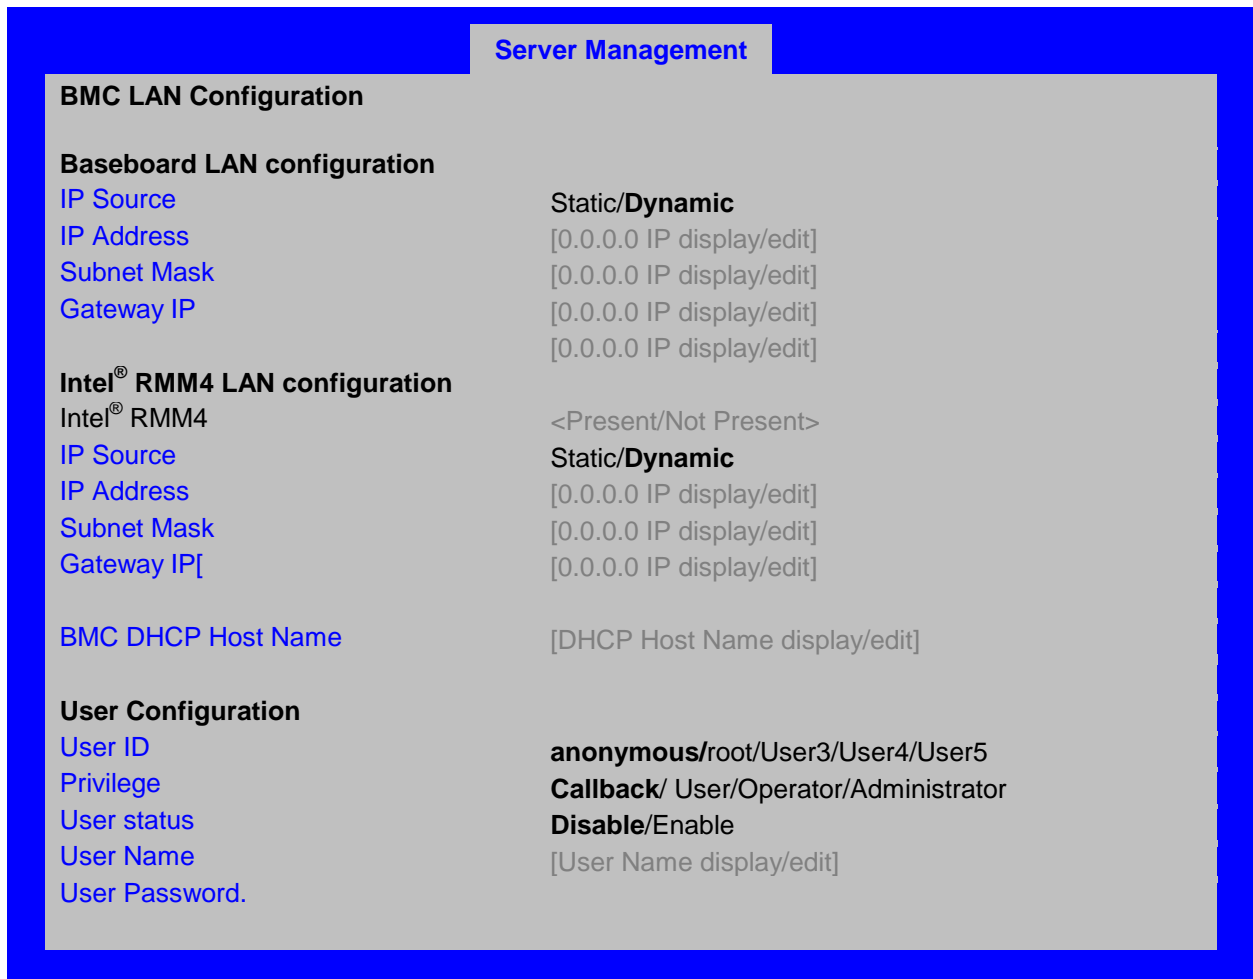 Server Management
BMC LAN Configuration
Baseboard LAN configuration
IP Source Static/Dynamic
IP Address [0.0.0.0 IP display/edit]
Subnet Mask [0.0.0.0 IP display/edit]
Gateway IP [0.0.0.0 IP display/edit]
[0.0.0.0 IP display/edit]
Intel® RMM4 LAN configuration
Intel® RMM4 <Present/Not Present>
IP Source Static/Dynamic
IP Address [0.0.0.0 IP display/edit]
Subnet Mask [0.0.0.0 IP display/edit]
Gateway IP[ [0.0.0.0 IP display/edit]
BMC DHCP Host Name [DHCP Host Name display/edit]
User Configuration
User ID anonymous/root/User3/User4/User5
Privilege Callback/ User/Operator/Administrator
User status Disable/Enable
User Name [User Name display/edit]
User Password.